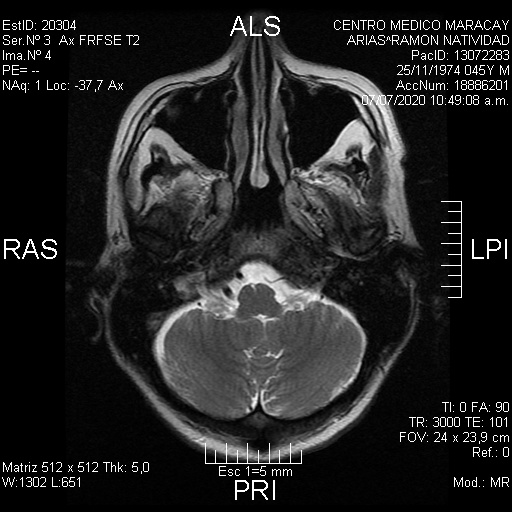 EstID: 20304
Ser.Nº 3 Ax FRFSE T2
Ima.Nº 4
PE= --
NAq: 1 Loc: -37,7 Ax
ALS
CENTRO MEDICO MARACAY
ARIAS^RAMON NATIVIDAD
PacID: 13072283
25/11/1974 045Y M
AccNum: 18886201
07/07/2020 10:49:08 a.m.
RAS
LPI
TI: 0 FA: 90
TR: 3000 TE: 101
FOV: 24 x 23,9 cm
Ref.: 0
Matriz 512 x 512 Thk: 5,0
W:1302 L:651
Esc 1=5 mm
PRI
Mod.: MR